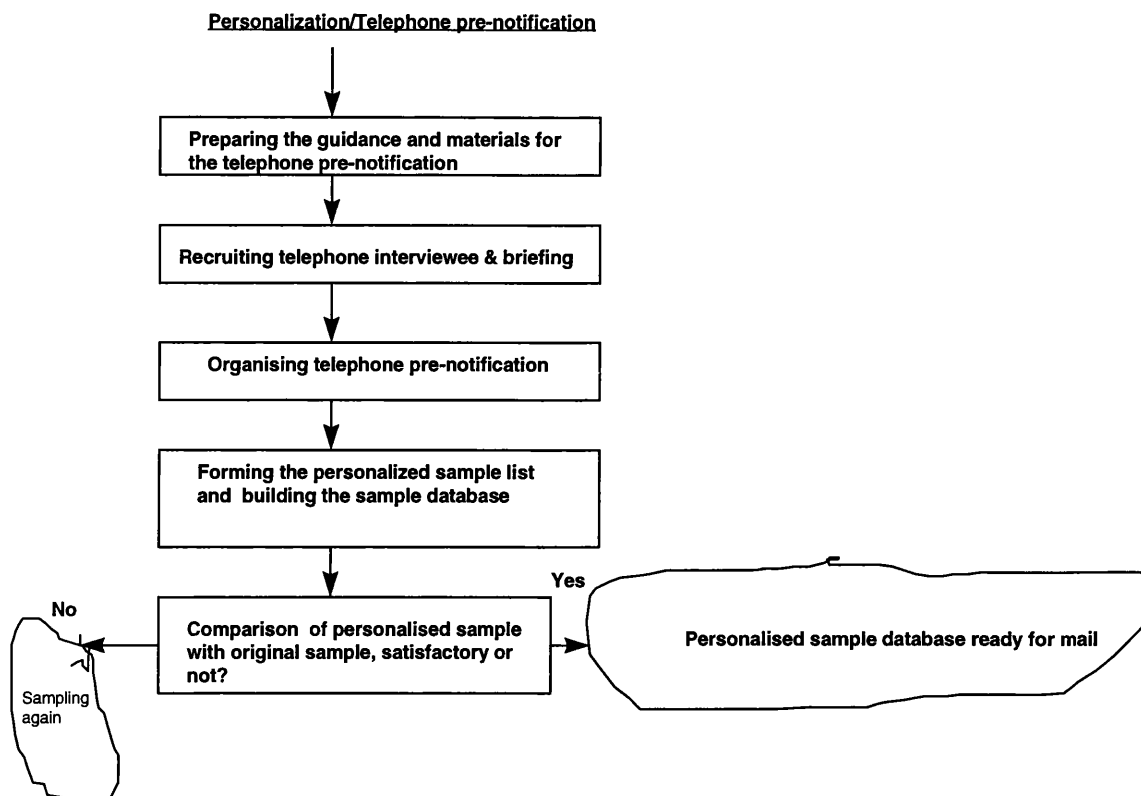 Personalization/Telephone pre-notification
Preparing the guidance and materials for
the telephone pre-notification
Recruiting telephone interviewee & briefing
Organising telephone pre-notification
Forming the personalized sample list
and building the sample database
Yes
No
Comparison of personalised sample
with original sample, satisfactory or
not?
Personalised sample database ready for mail
Sampling
again